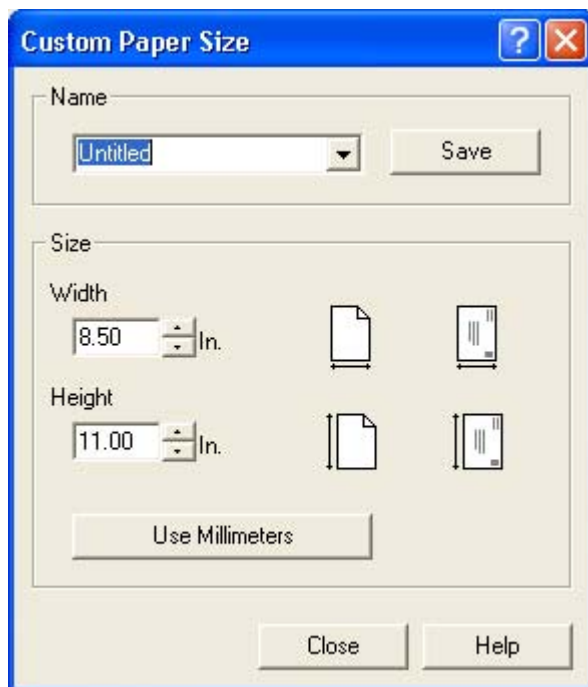 Custom Paper Size
?
Name
Untitled
Save
Size
Width
8.50
In.
Height
11.00
In.
Use Millimeters
Close
Help